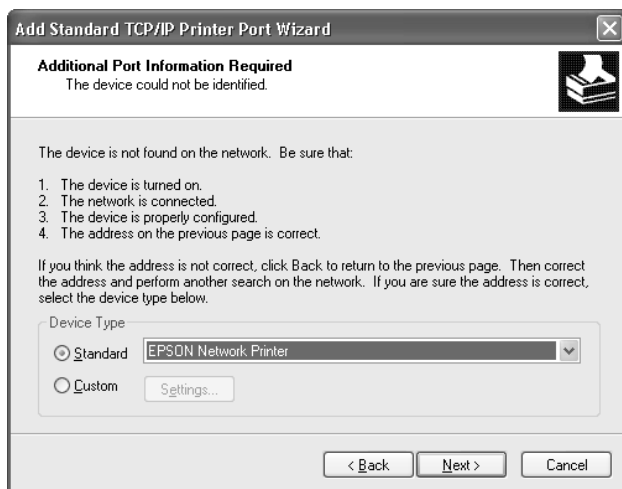 Add Standard TCP/IP Printer Port Wizard
Additional Port Information Required
The device could not be identified.
The device is not found on the network. Be sure that:
1. The device is turned on.
2. The network is connected.
3. The device is properly configured.
4. The address on the previous page is correct.
If you think the address is not correct, click Back to return to the previous page. Then correct
the address and perform another search on the network. If you are sure the address is correct,
select the device type below.
Device Type
Standard EPSON Network Printer
Custom Settings...
< Back Next > Cancel